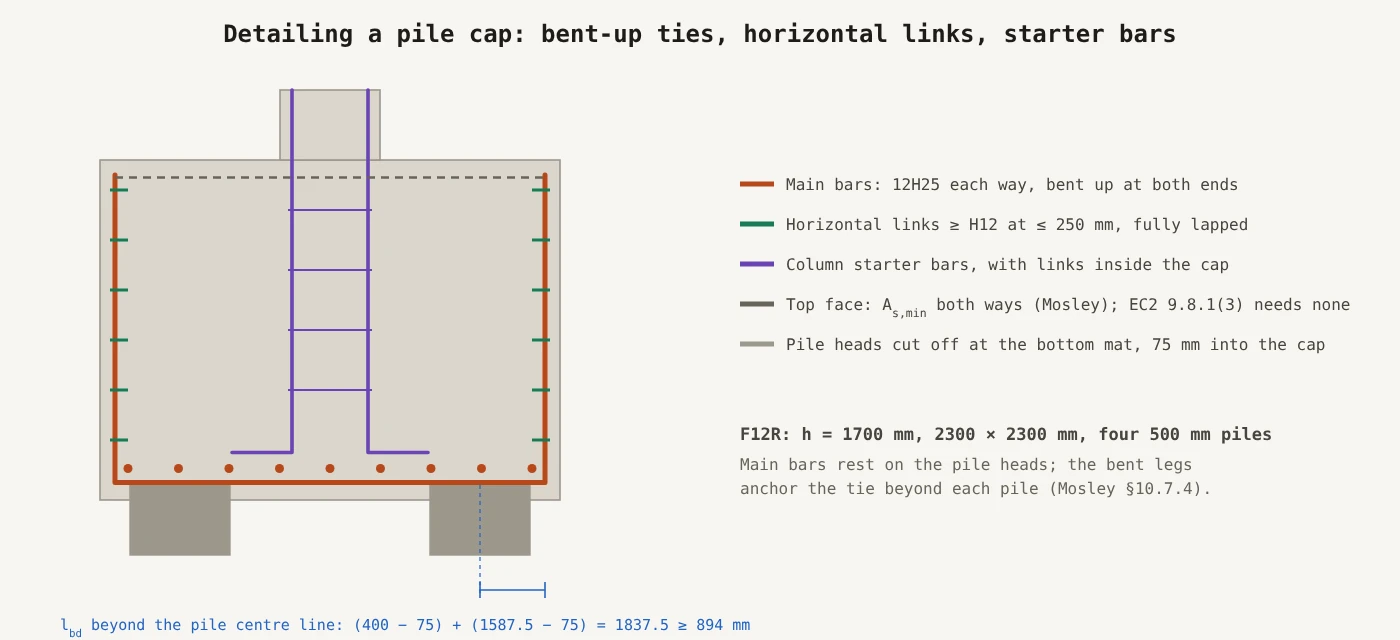 Detailing a pile cap: bent-up ties, horizontal links, starter bars
Main bars: 12H25 each way, bent up at both ends
Horizontal links ≥ H12 at ≤ 250 mm, fully lapped
Column starter bars, with links inside the cap
Top face: As,min both ways (Mosley); EC2 9.8.1(3) needs none
Pile heads cut off at the bottom mat, 75 mm into the cap
F12R: h = 1700 mm, 2300 × 2300 mm, four 500 mm piles
Main bars rest on the pile heads; the bent legs
anchor the tie beyond each pile (Mosley §10.7.4).
lbd beyond the pile centre line: (400 − 75) + (1587.5 − 75) = 1837.5 ≥ 894 mm